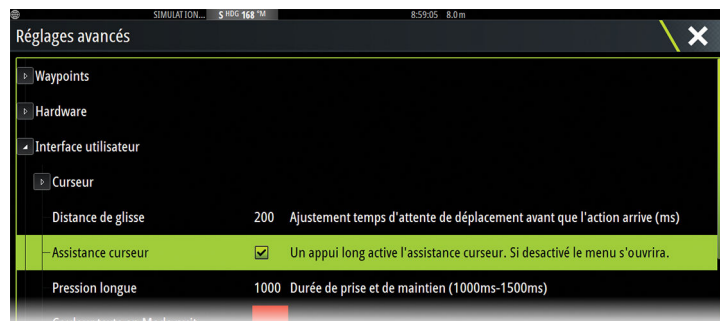 SIMULATION... S HDG 168 °M 8:59:05 8.0 m
Réglages avancés
Waypoints
Hardware
Interface utilisateur
Curseur
Distance de glisse 200 Ajustement temps d'attente de déplacement avant que l'action arrive (ms)
Assistance curseur Un appui long active l'assistance curseur. Si desactivé le menu s'ouvrira.
Pression longue 1000 Durée de prise et de maintien (1000ms-1500ms)